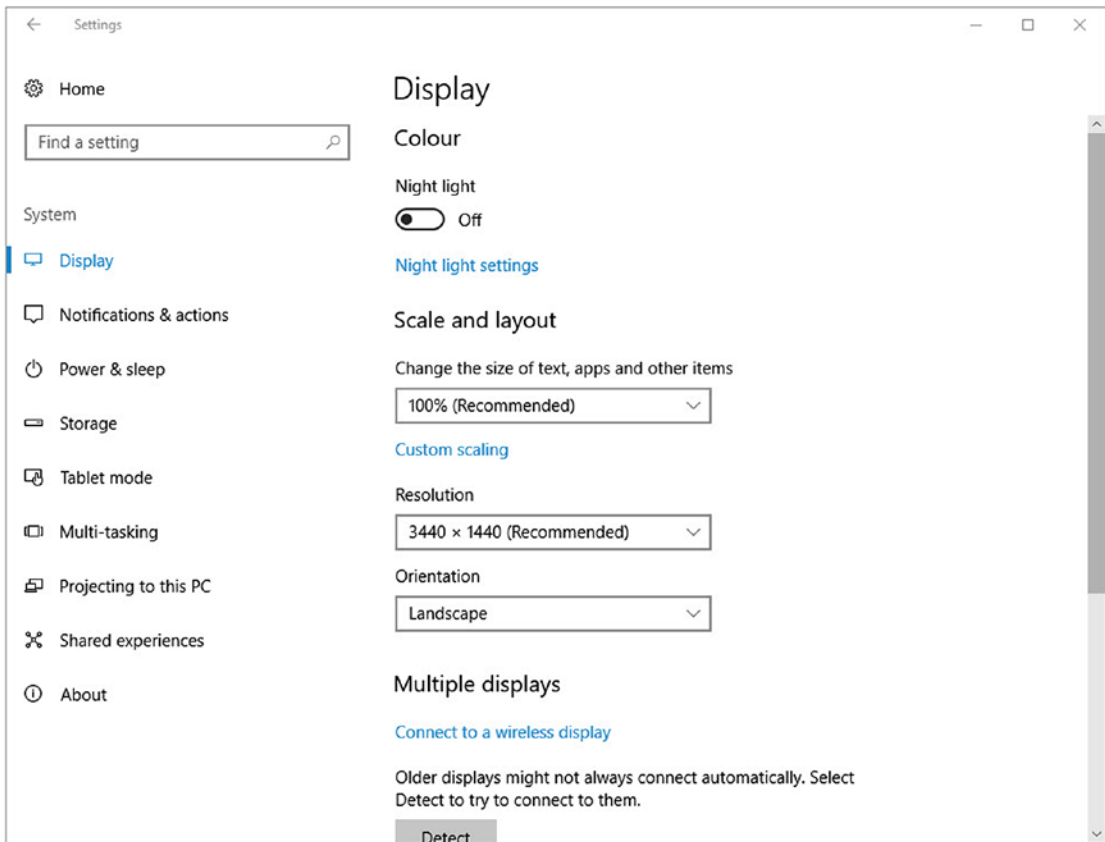 Settings
Home
Find a setting
System
Display
Notifications & actions
Power & sleep
Storage
Tablet mode
Multi-tasking
Projecting to this PC
Shared experiences
About
Display
Colour
Night light
Off
Night light settings
Scale and layout
Change the size of text, apps and other items
100% (Recommended)
Custom scaling
Resolution
3440 × 1440 (Recommended)
Orientation
Landscape
Multiple displays
Connect to a wireless display
Older displays might not always connect automatically. Select
Detect to try to connect to them.
Detect